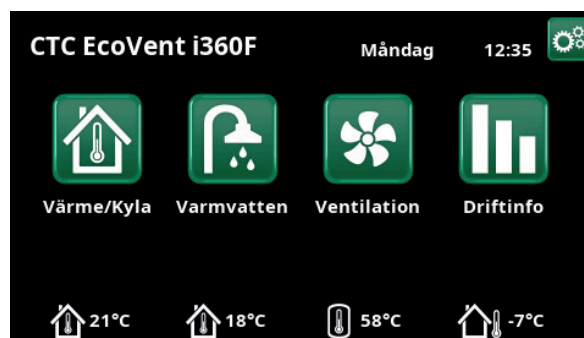 CTC EcoVent i360F Måndag 12:35
Värme/Kyla Varmvatten Ventilation Driftinfo
21°C 18°C 58°C -7°C